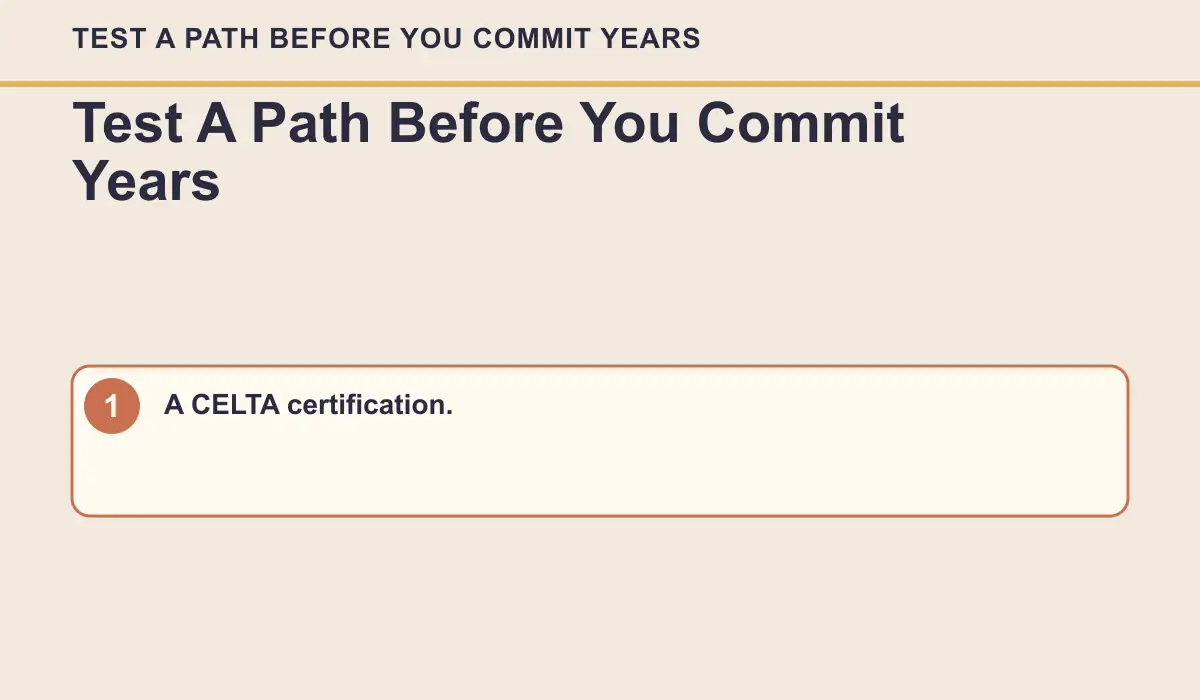 TEST A PATH BEFORE YOU COMMIT YEARS
Test A Path Before You Commit
Years
1 A CELTA certification.